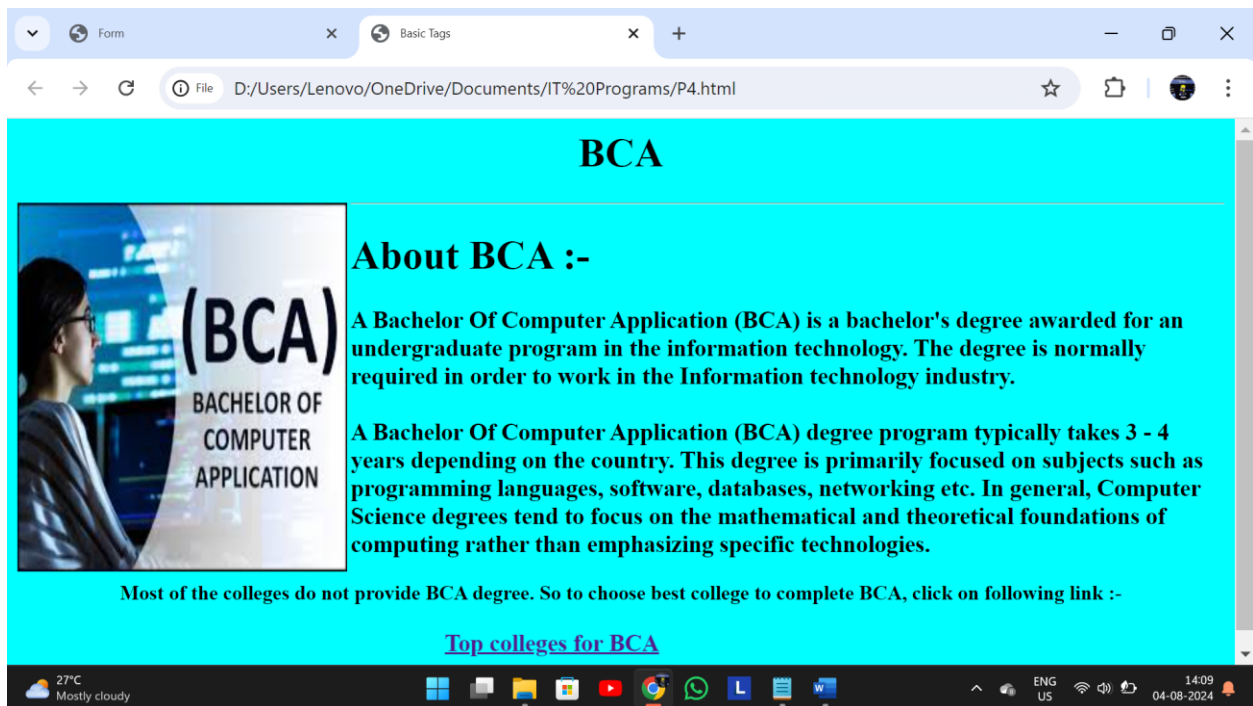 Form
Basic Tags
File D:/Users/Lenovo/OneDrive/Documents/IT%20Programs/P4.html
BCA
(BCA)
BACHELOR OF
COMPUTER
APPLICATION
About BCA :-
A Bachelor Of Computer Application (BCA) is a bachelor's degree awarded for an
undergraduate program in the information technology. The degree is normally
required in order to work in the Information technology industry.
A Bachelor Of Computer Application (BCA) degree program typically takes 3 - 4
years depending on the country. This degree is primarily focused on subjects such as
programming languages, software, databases, networking etc. In general, Computer
Science degrees tend to focus on the mathematical and theoretical foundations of
computing rather than emphasizing specific technologies.
Most of the colleges do not provide BCA degree. So to choose best college to complete BCA, click on following link :-
Top colleges for BCA
27°C
Mostly cloudy
L
W
ENG
US
14:09
04-08-2024